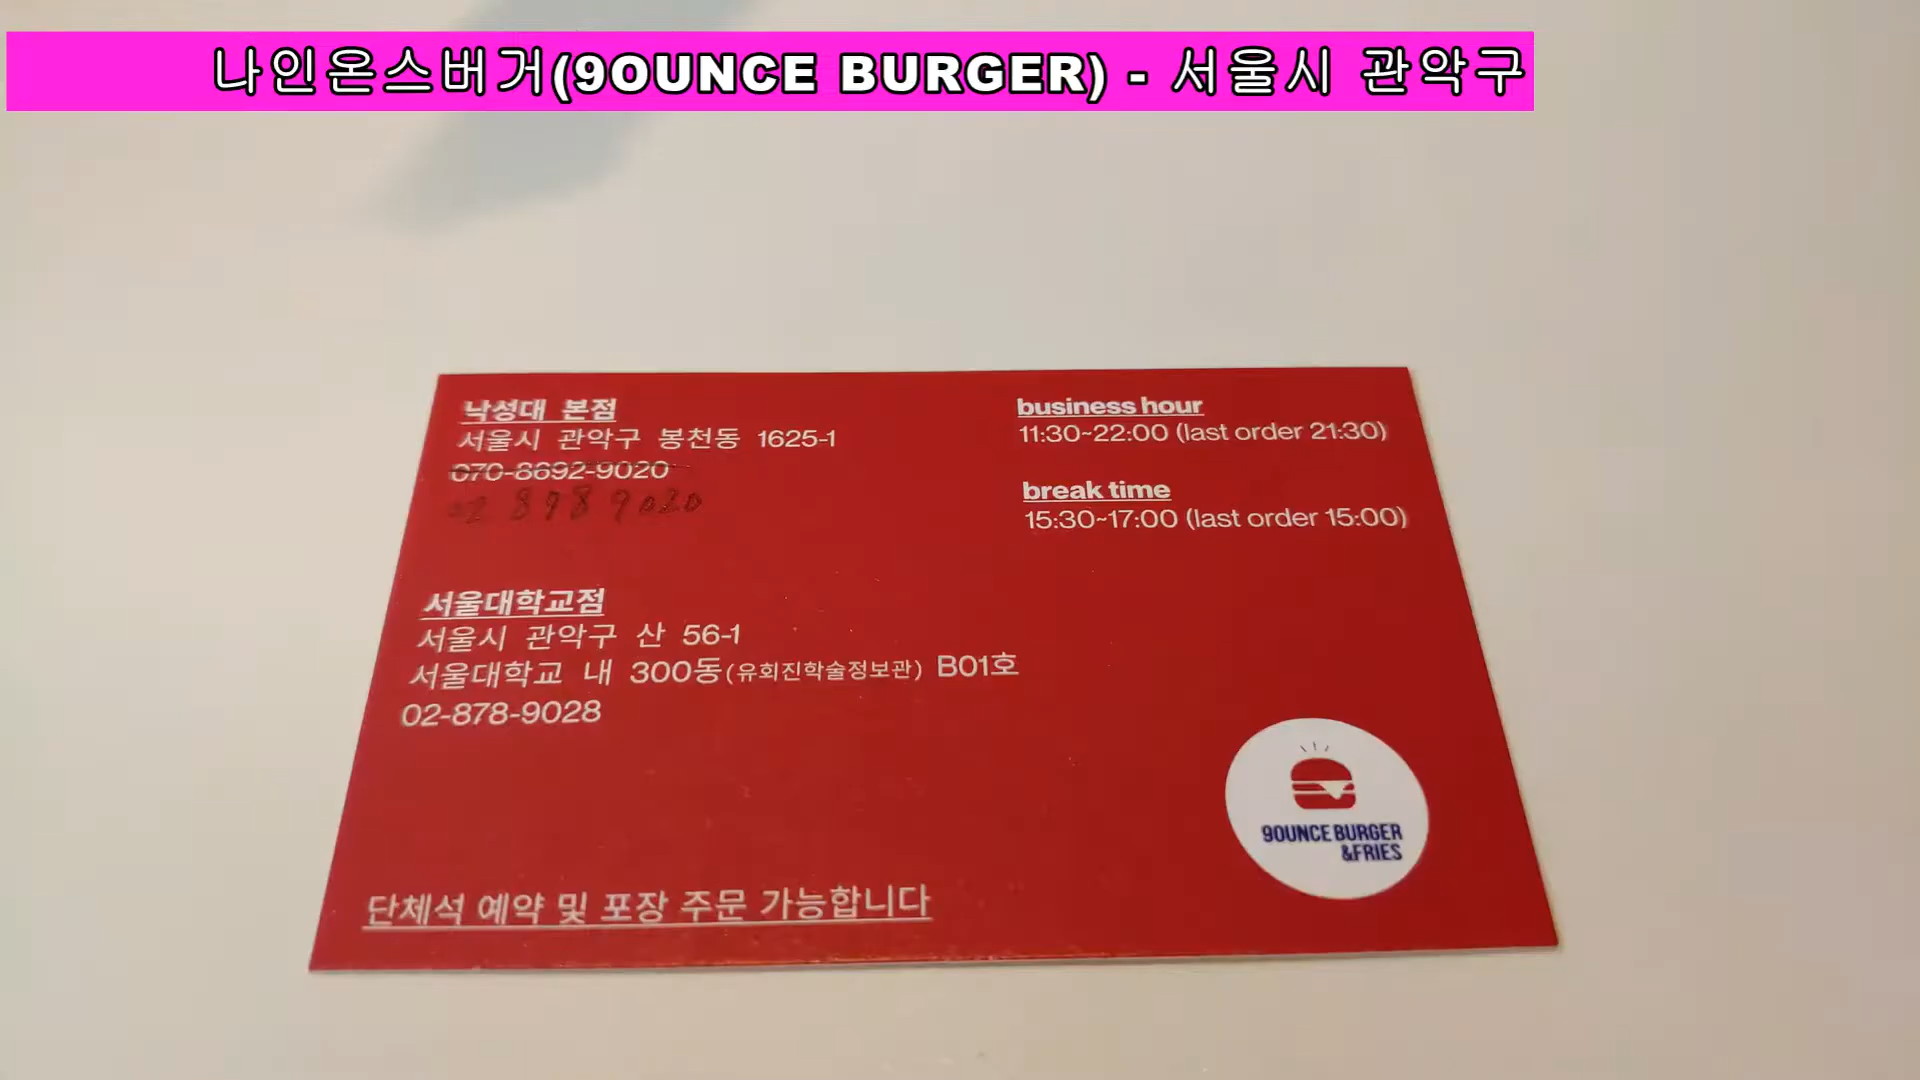 나인온스버거(9OUNCE BURGER) - 서울시 관악구
낙성대 본점
서울시 관악구 봉천동 1625-1
070-8692-9020
02 8989020
서울대학교점
서울시 관악구 산 56-1
서울대학교 내 300동(유회진학술정보관) B01호
02-878-9028
단체석 예약 및 포장 주문 가능합니다
business hour
11:30~22:00 (last order 21:30)
break time
15:30~17:00 (last order 15:00)
9OUNCE BURGER
&FRIES